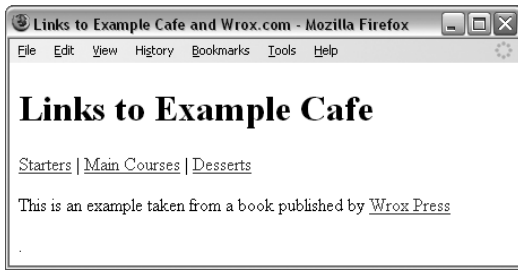 Links to Example Cafe and Wrox.com - Mozilla Firefox
File Edit View History Bookmarks Tools Help
Links to Example Cafe
Starters | Main Courses | Desserts
This is an example taken from a book published by Wrox Press
.